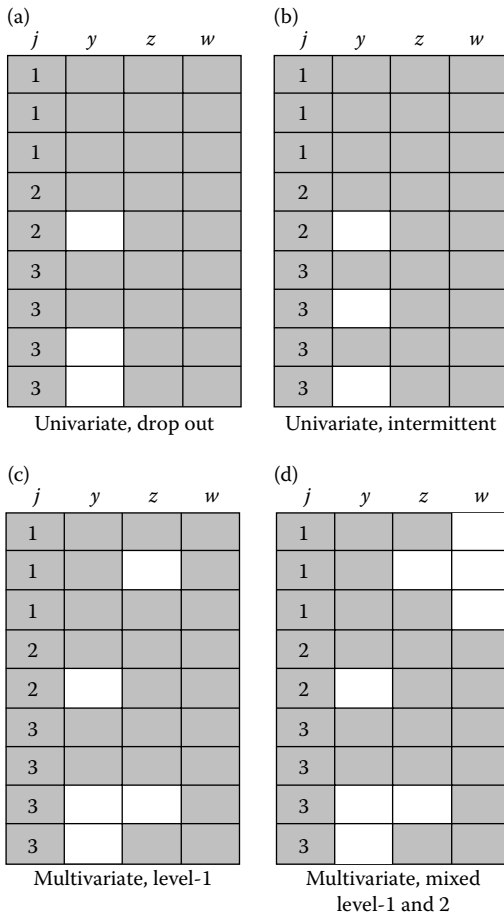 (a)
j y z w
1
1
1
2
2
3
3
3
3
Univariate, drop out
(b)
j y z w
1
1
1
2
2
3
3
3
3
Univariate, intermittent
(c)
j y z w
1
1
1
2
2
3
3
3
3
Multivariate, level-1
(d)
j y z w
1
1
1
2
2
3
3
3
3
Multivariate, mixed
level-1 and 2